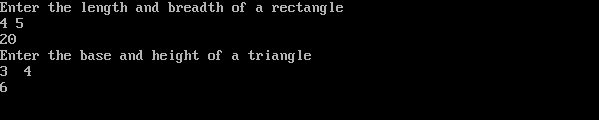 Enter the length and breadth of a rectangle
4 5
20
Enter the base and height of a triangle
3  4
6